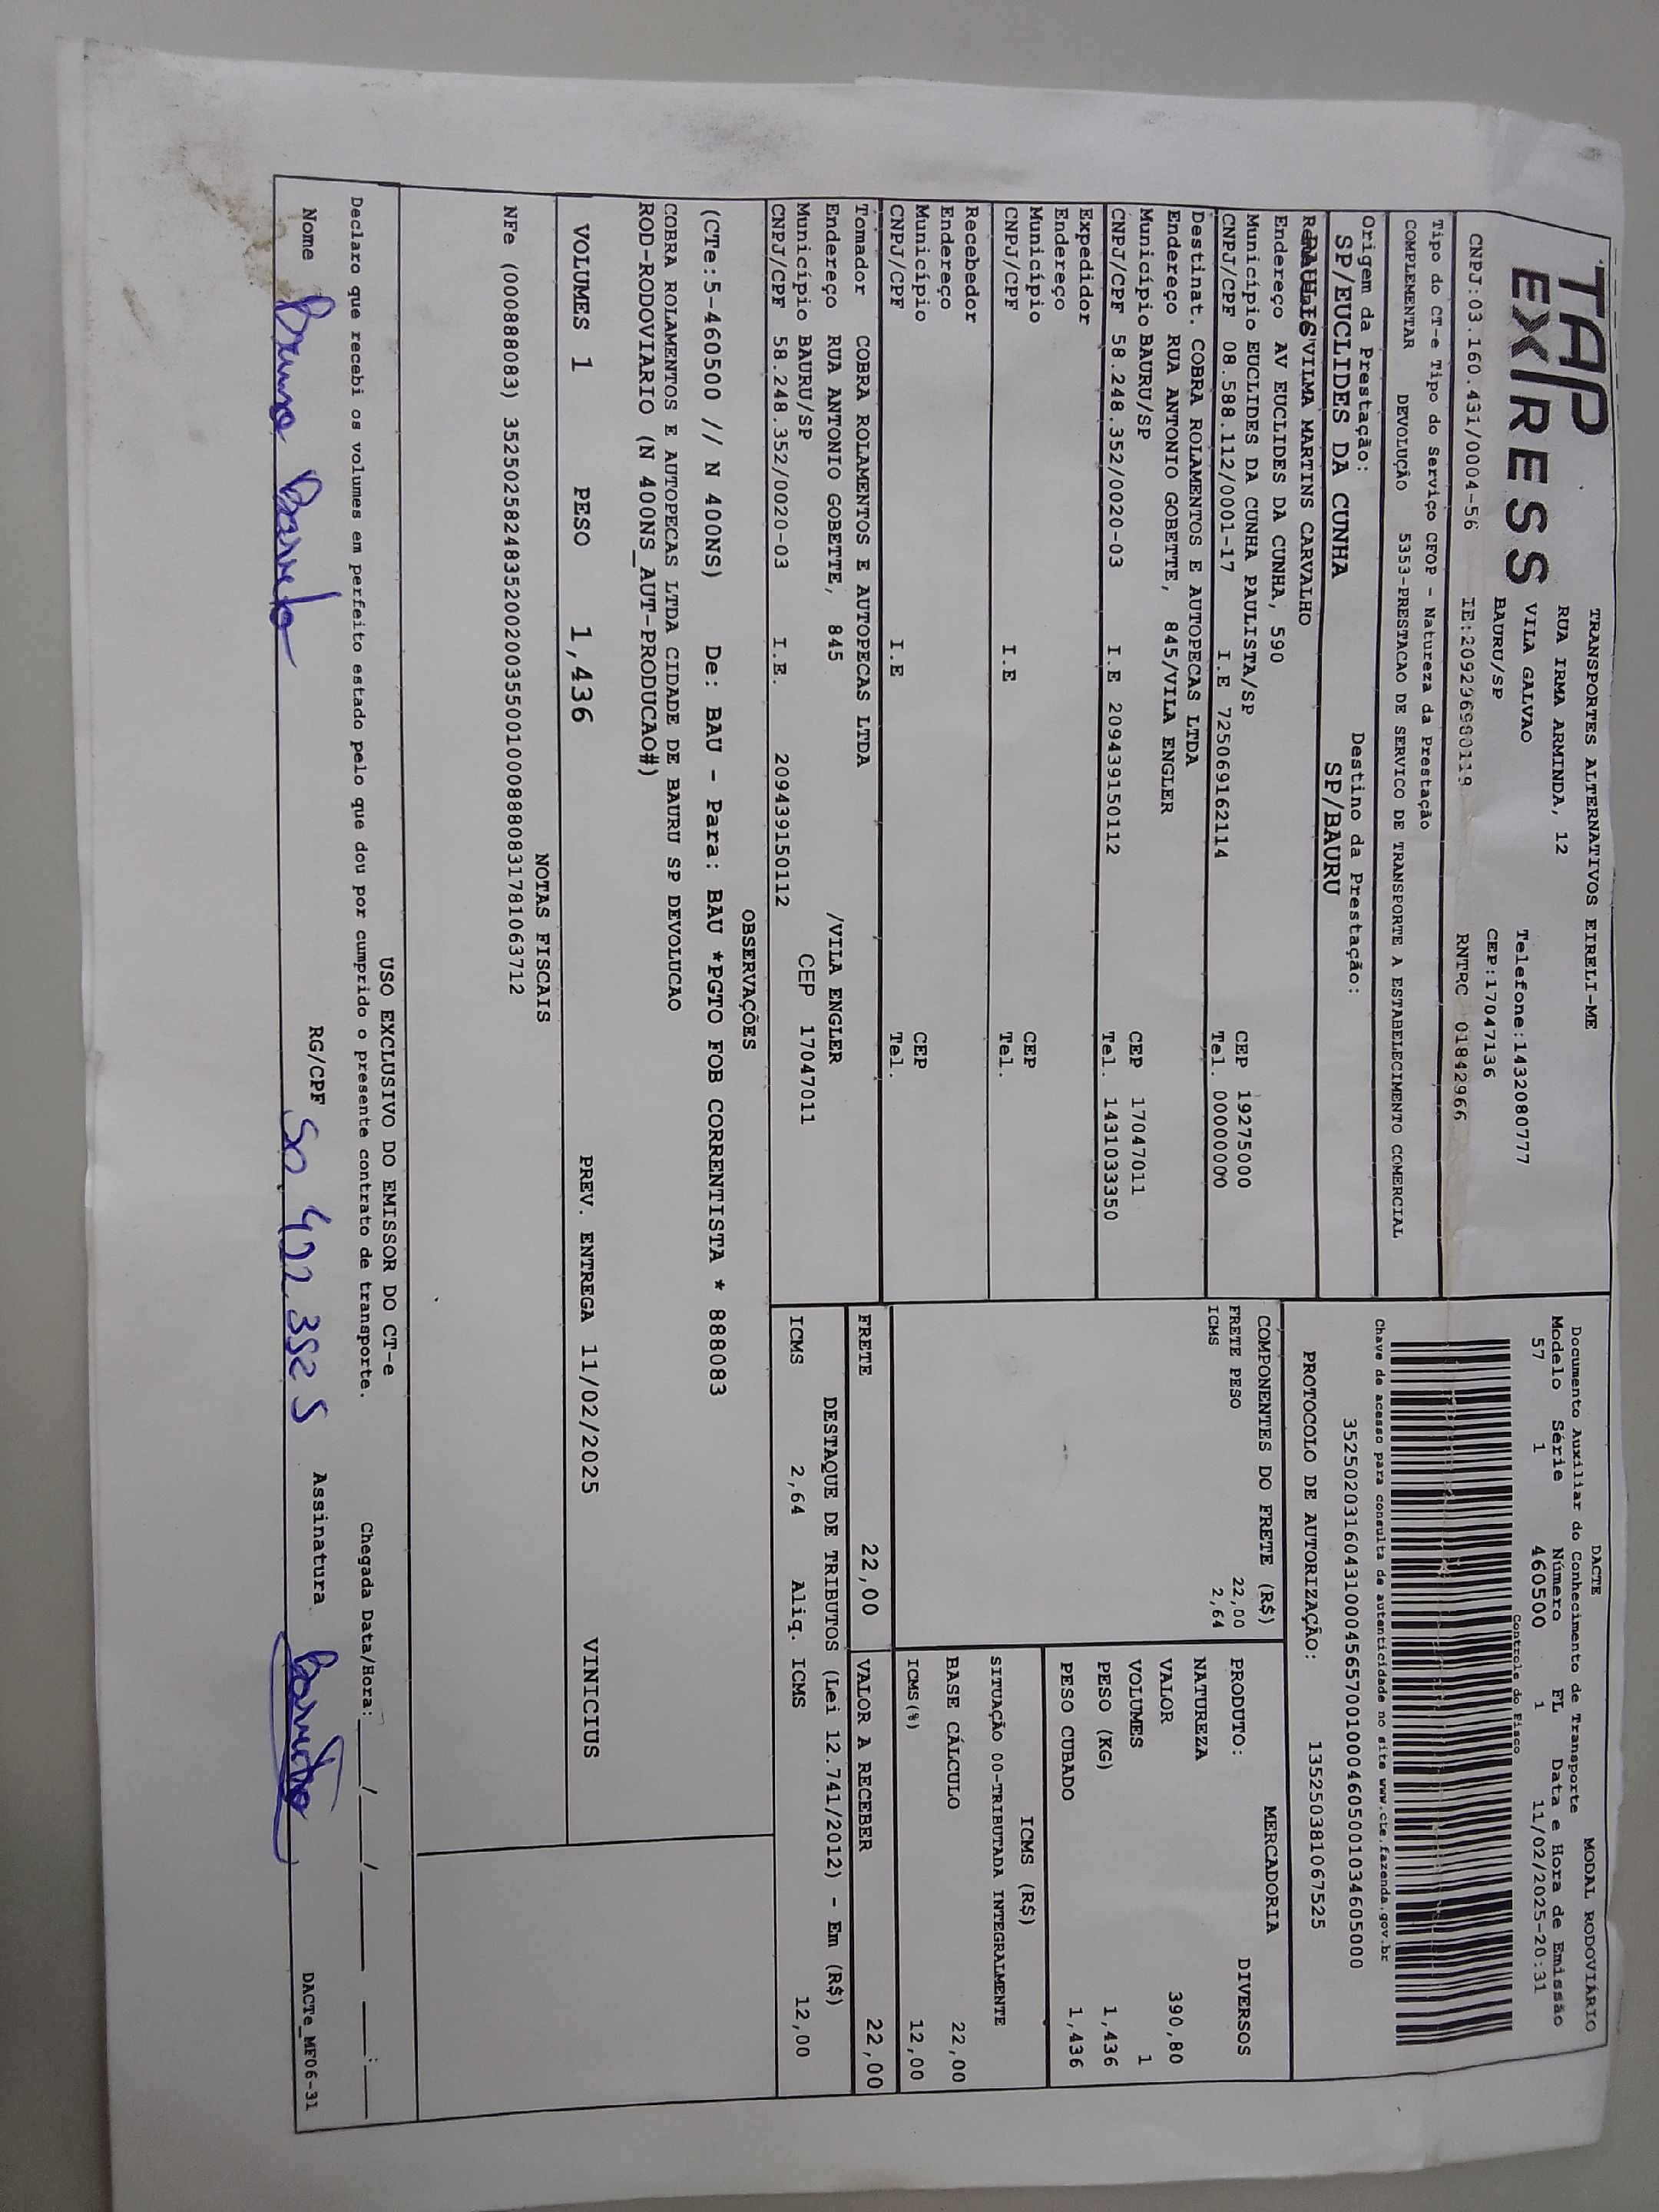 TAP
EXPRESS
TRANSPORTES ALTERNATIVOS EIRELI-ME
RUA IRMA ARMINDA, 12
VILA GALVAO Telefone:1432080777
BAURU/SP CEP:17047136
CNPJ:03.160.431/0004-56 IE:209296980119 RNTRC 01842966
Tipo do CT-e Tipo do Serviço CFOP - Natureza da Prestação
COMPLEMENTAR DEVOLUÇÃO 5353-PRESTACAO DE SERVICO DE TRANSPORTE A ESTABELECIMENTO COMERCIAL
Origem da Prestação: Destino da Prestação:
SP/EUCLIDES DA CUNHA SP/BAURU
VILMA MARTINS CARVALHO
Endereço AV EUCLIDES DA CUNHA, 590
Município EUCLIDES DA CUNHA PAULISTA/SP CEP 19275000
CNPJ/CPF 08.588.112/0001-17 I.E 725069162114 Tel. 00000000
Destinat. COBRA ROLAMENTOS E AUTOPECAS LTDA
Endereço RUA ANTONIO GOBETTE, 845/VILA ENGLER
Município BAURU/SP CEP 17047011
CNPJ/CPF 58.248.352/0020-03 I.E 209439150112 Tel. 1431033350
Expedidor
Endereço
Município CEP
CNPJ/CPF I.E Tel.
Recebedor
Endereço
Município CEP
CNPJ/CPF I.E Tel.
Tomador COBRA ROLAMENTOS E AUTOPECAS LTDA
Endereço RUA ANTONIO GOBETTE, 845 /VILA ENGLER
Município BAURU/SP CEP 17047011
CNPJ/CPF 58.248.352/0020-03 I.E. 209439150112
DACTE MODAL RODOVIÁRIO
Documento Auxiliar do Conhecimento de Transporte
Modelo Série Número FL Data e Hora de Emissão
57 1 460500 1 11/02/2025-20:31
Controle do Fisco
Chave de acesso para consulta de autenticidade no site www.cte.fazenda.gov.br
35250203160431000456570010004605001034605000
PROTOCOLO DE AUTORIZAÇÃO: 135250381067525
COMPONENTES DO FRETE (R$)
FRETE PESO 22,00
ICMS 2,64
MERCADORIA
PRODUTO: DIVERSOS
NATUREZA
VALOR 390,80
VOLUMES 1
PESO (KG) 1,436
PESO CUBADO 1,436
ICMS (R$)
SITUAÇÃO 00-TRIBUTADA INTEGRALMENTE
BASE CÁLCULO 22,00
ICMS(%) 12,00
FRETE 22,00 VALOR A RECEBER 22,00
DESTAQUE DE TRIBUTOS (Lei 12.741/2012) - Em (R$)
ICMS 2,64 Aliq. ICMS 12,00
OBSERVAÇÕES
(CTe:5-460500 // N 400NS) De: BAU - Para: BAU *PGTO FOB CORRENTISTA * 888083
COBRA ROLAMENTOS E AUTOPECAS LTDA CIDADE DE BAURU SP DEVOLUCAO
ROD-RODOVIARIO (N 400NS_AUT-PRODUCAO#)
VOLUMES 1 PESO 1,436 PREV. ENTREGA 11/02/2025 VINICIUS
NOTAS FISCAIS
NFe (000888083) 35250258248352002003550010008880831781063712
USO EXCLUSIVO DO EMISSOR DO CT-e
Declaro que recebi os volumes em perfeito estado pelo que dou por cumprido o presente contrato de transporte. Chegada Data/Hora:____/____/______ ___:___
Nome Bruno Barreto RG/CPF 50.492.352 5 Assinatura Barreto DACTe_MF06-31